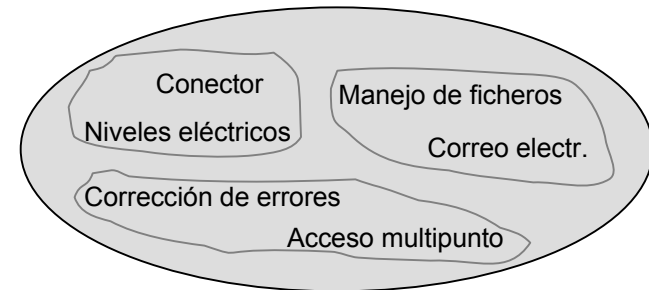 Conector
Niveles eléctricos
Manejo de ficheros
Correo electr.
Corrección de errores
Acceso multipunto